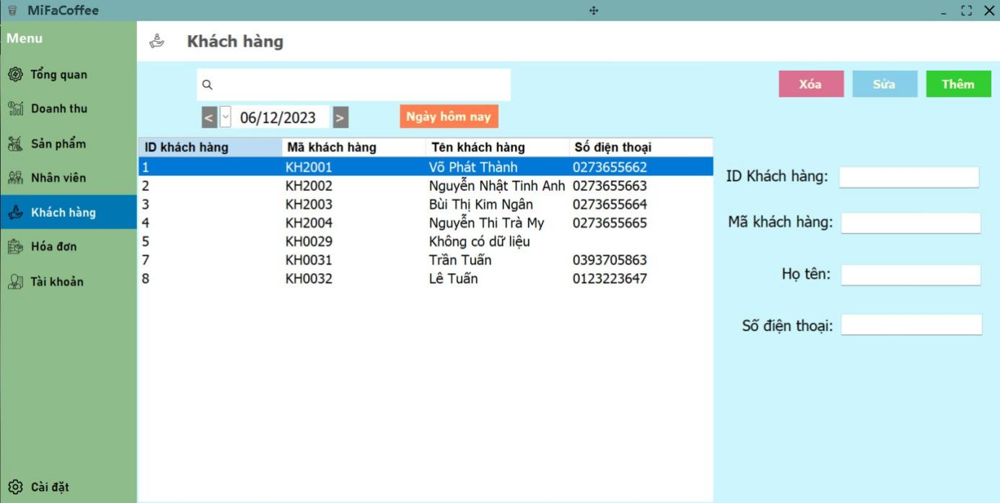 MiFaCoffee
Menu
Tổng quan
Doanh thu
Sản phẩm
Nhân viên
Khách hàng
Hóa đơn
Tài khoản
Cài đặt
Khách hàng
Xóa Sửa Thêm
< 06/12/2023 > Ngày hôm nay
ID khách hàng Mã khách hàng Tên khách hàng Số điện thoại
1 KH2001 Võ Phát Thành 0273655662
2 KH2002 Nguyễn Nhật Tinh Anh 0273655663
3 KH2003 Bùi Thị Kim Ngân 0273655664
4 KH2004 Nguyễn Thi Trà My 0273655665
5 KH0029 Không có dữ liệu
7 KH0031 Trần Tuấn 0393705863
8 KH0032 Lê Tuấn 0123223647
ID Khách hàng:
Mã khách hàng:
Họ tên:
Số điện thoại: